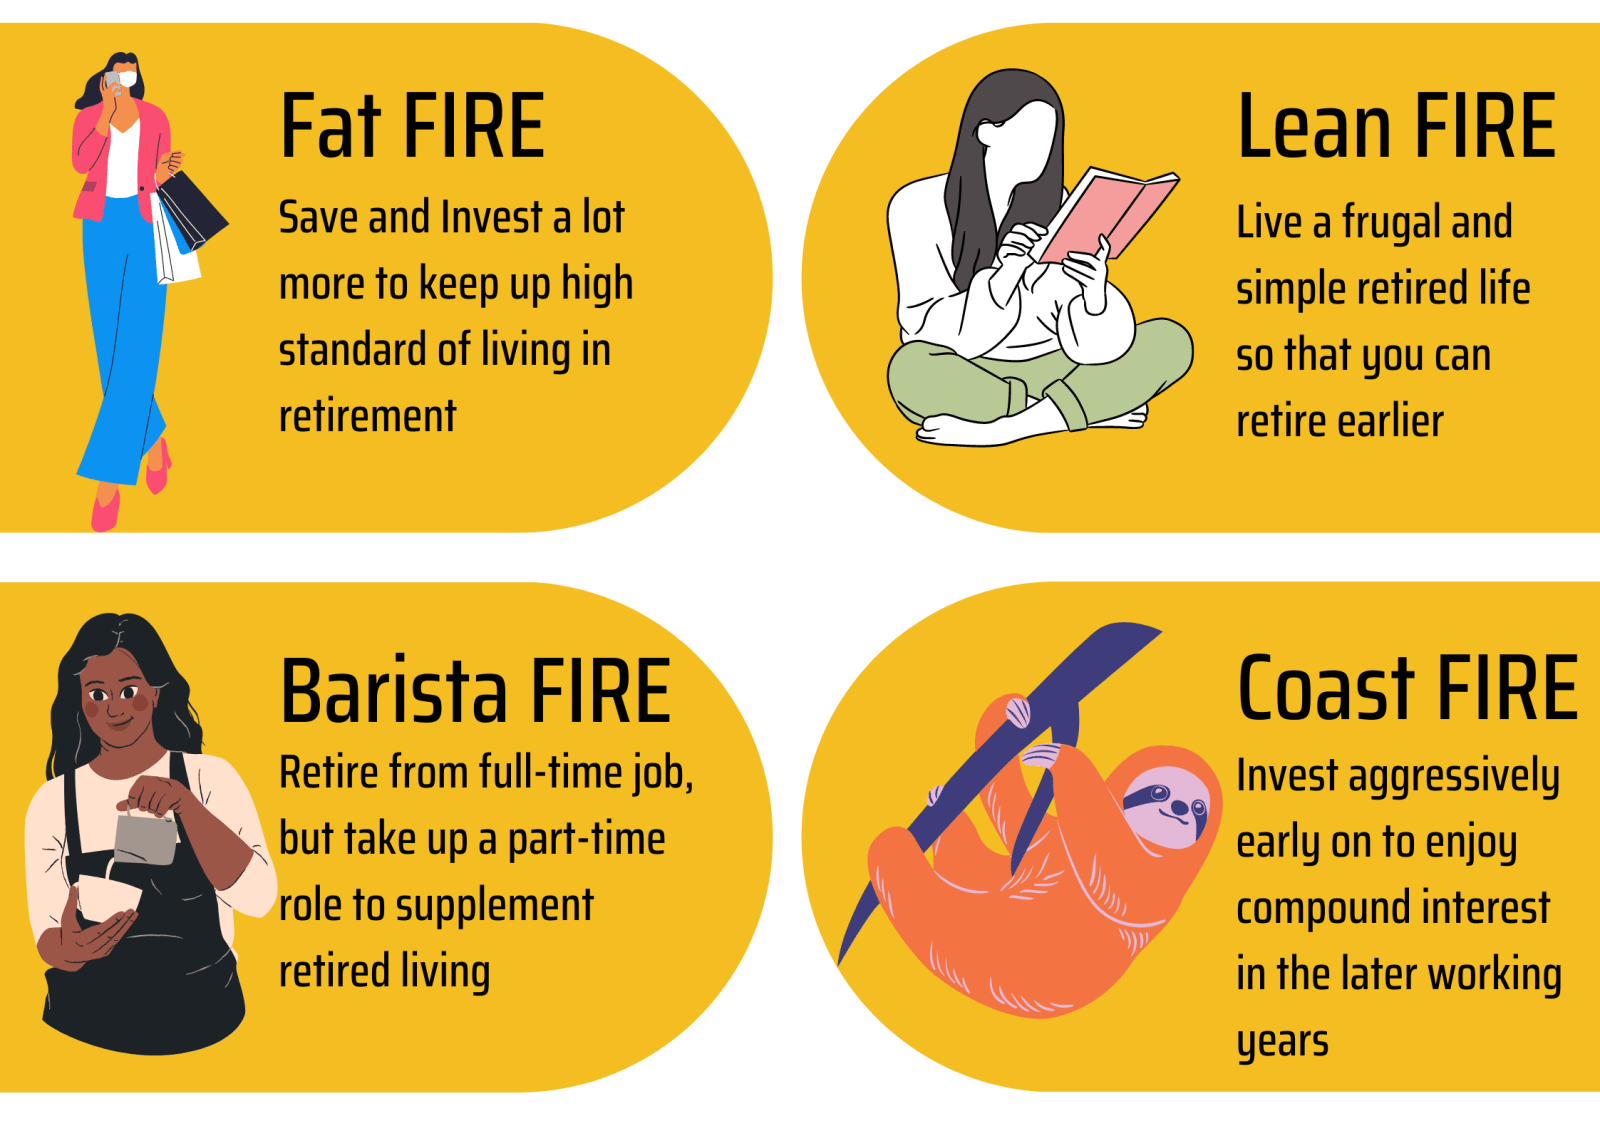 Fat FIRE
Save and Invest a lot
more to keep up high
standard of living in
retirement
Lean FIRE
Live a frugal and
simple retired life
so that you can
retire earlier
Barista FIRE
Retire from full-time job,
but take up a part-time
role to supplement
retired living
Coast FIRE
Invest aggressively
early on to enjoy
compound interest
in the later working
years